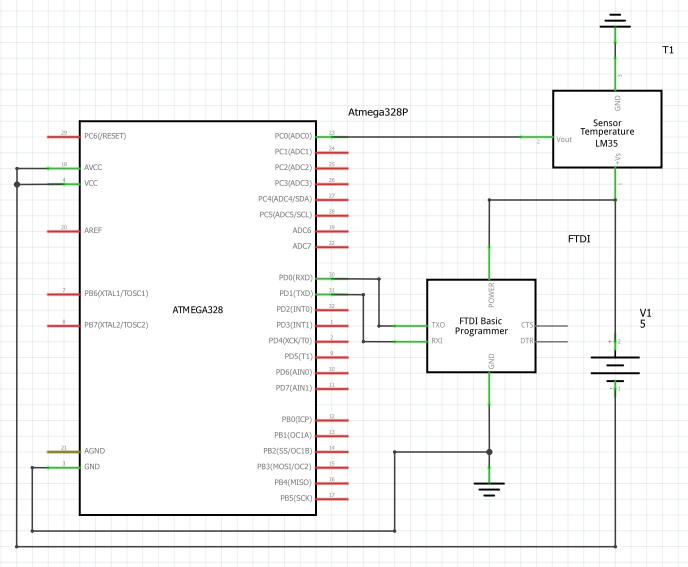 T1
GND
3
Sensor
Temperature
LM35
Vout
2
+Vs
1
Atmega328P
29 PC6(/RESET)
PC0(ADC0) 23
PC1(ADC1) 24
18 AVCC
PC2(ADC2) 25
4 VCC
PC3(ADC3) 26
PC4(ADC4/SDA) 27
PC5(ADC5/SCL) 28
20 AREF
ADC6 19
ADC7 22
PD0(RXD) 30
7 PB6(XTAL1/TOSC1)
PD1(TXD) 31
ATMEGA328
PD2(INT0) 32
8 PB7(XTAL2/TOSC2)
PD3(INT1) 1
PD4(XCK/T0) 2
PD5(T1) 9
PD6(AIN0) 10
PD7(AIN1) 11
PB0(ICP) 12
PB1(OC1A) 13
21 AGND
PB2(SS/OC1B) 14
GND
PB3(MOSI/OC2) 15
PB4(MISO) 16
PB5(SCK) 17
FTDI
POWER
TXO
FTDI Basic
Programmer
CTS
RXI
DTR
GND
V1
5
+
2
-
1